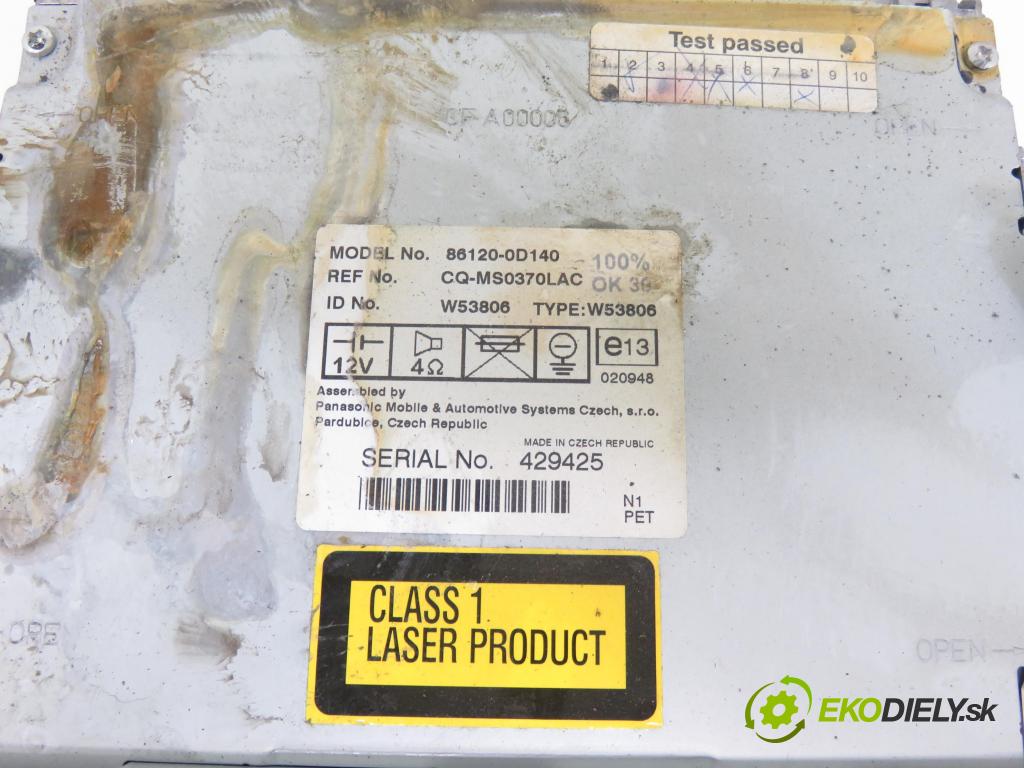 Test passed
1 2 3 4 5 6 7 8 9 10
OPEN
A00006
OPEN
MODEL No. 86120-0D140
100%
REF No. CQ-MS0370LAC
OK
ID No. W53806 TYPE: W53806
12V 4Ω e13
020948
Assembled by
Panasonic Mobile & Automotive Systems Czech, s.r.o.
Pardubice, Czech Republic
MADE IN CZECH REPUBLIC
SERIAL No. 429425
N1
PET
CLASS 1
LASER PRODUCT
OPEN
OPEN
EKODIELY.sk